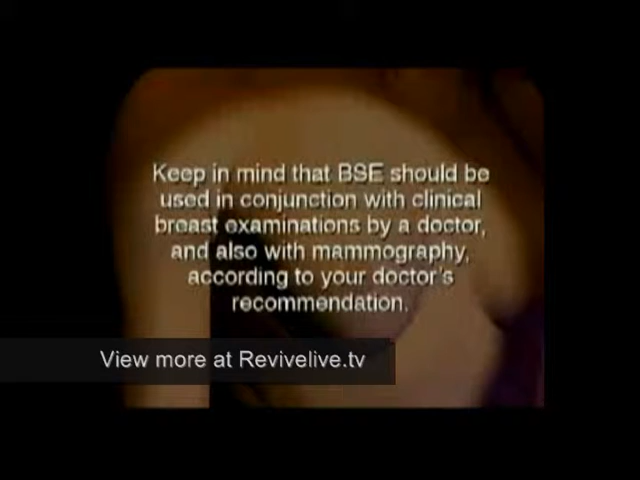 Keep in mind that BSE should be
used in conjunction with clinical
breast examinations by a doctor,
and also with mammography,
according to your doctor's
recommendation.
View more at Revivelive.tv